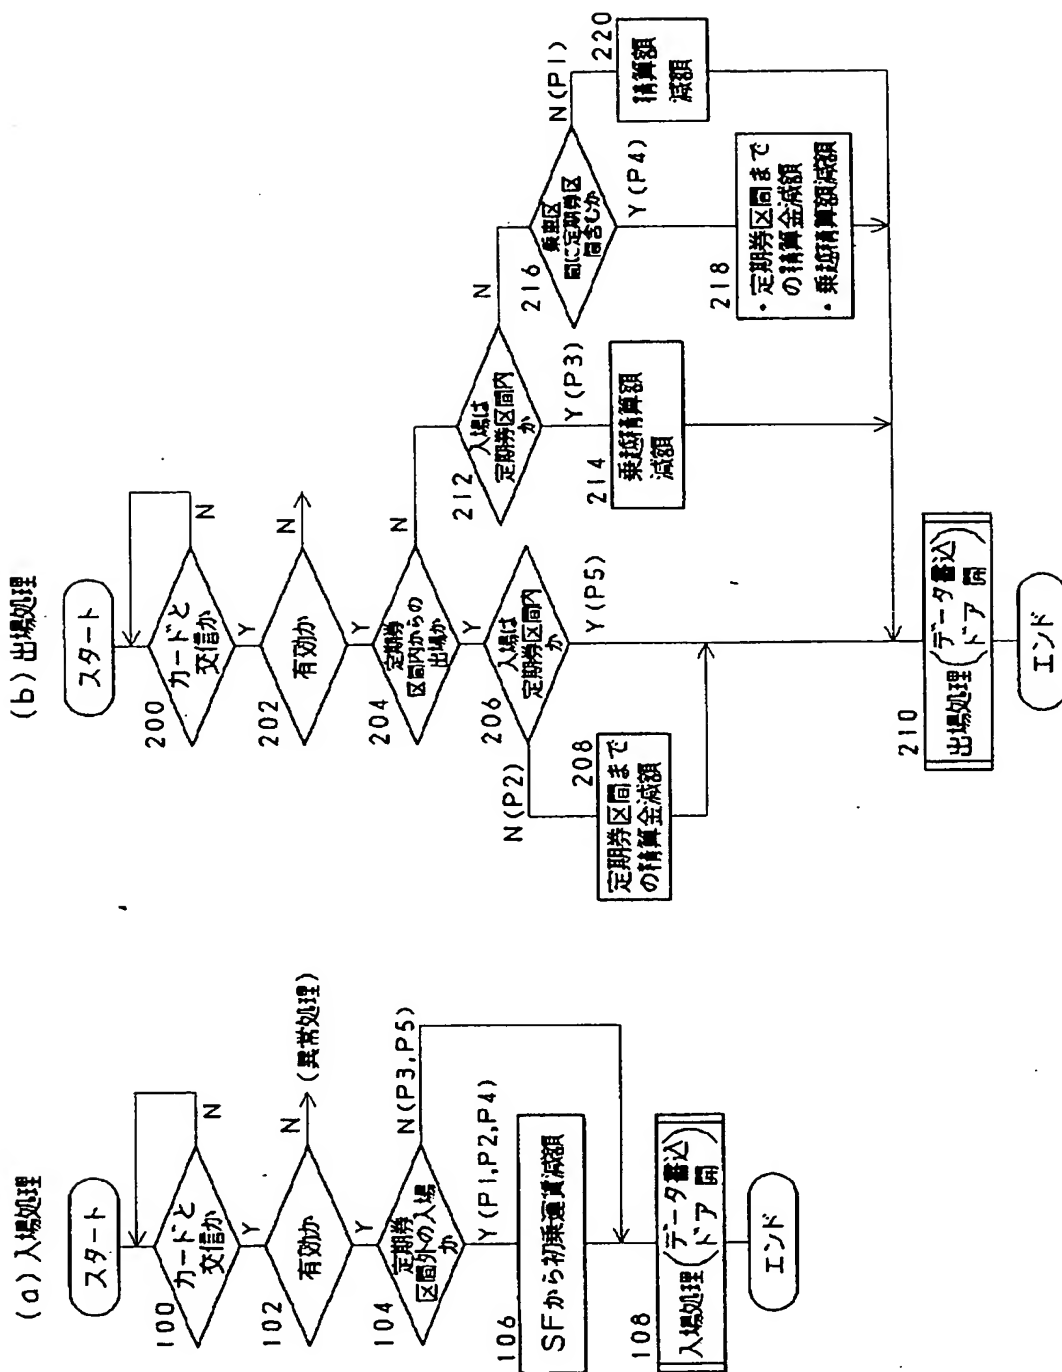 (a) 入場処理
スタート
100
カードと
交信か
N
Y
102
有効か
N
(異常処理)
Y
104
定期券
区間外の入場
か
N(P3,P5)
Y(P1,P2,P4)
106
SFから初乗運賃減額
108
入場処理(データ書込
ドア 開)
エンド
(b) 出場処理
スタート
200
カードと
交信か
N
Y
202
有効か
N
Y
204
定期券
区間内からの
出場か
N
Y
206
入場は
定期券区間内
か
N(P2)
Y(P5)
208
定期券区間まで
の精算金減額
212
入場は
定期券区間内
か
N
Y(P3)
214
乗越精算額
減額
216
乗車区
間に定期券区
間含むか
N(P1)
Y(P4)
218
・定期券区間まで
の精算金減額
・乗越精算額減額
220
精算額
減額
210
出場処理(データ書込
ドア 開)
エンド